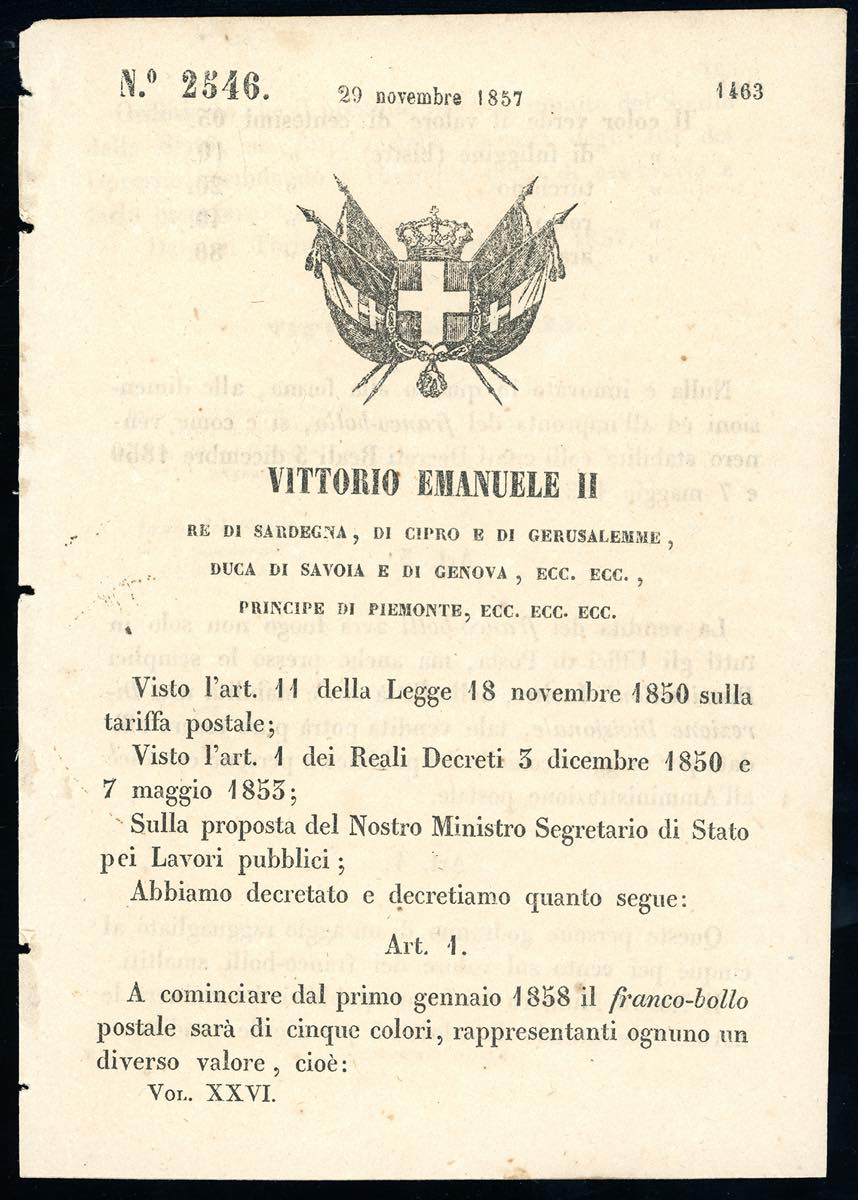 N.º 2546. 29 novembre 1857 1463
VITTORIO EMANUELE II
RE DI SARDEGNA, DI CIPRO E DI GERUSALEMME,
DUCA DI SAVOIA E DI GENOVA, ECC. ECC.,
PRINCIPE DI PIEMONTE, ECC. ECC. ECC.
Visto l'art. 11 della Legge 18 novembre 1850 sulla
tariffa postale;
Visto l'art. 1 dei Reali Decreti 3 dicembre 1850 e
7 maggio 1853;
Sulla proposta del Nostro Ministro Segretario di Stato
pei Lavori pubblici;
Abbiamo decretato e decretiamo quanto segue:
Art. 1.
A cominciare dal primo gennaio 1858 il franco-bollo
postale sarà di cinque colori, rappresentanti ognuno un
diverso valore, cioè:
VOL. XXVI.